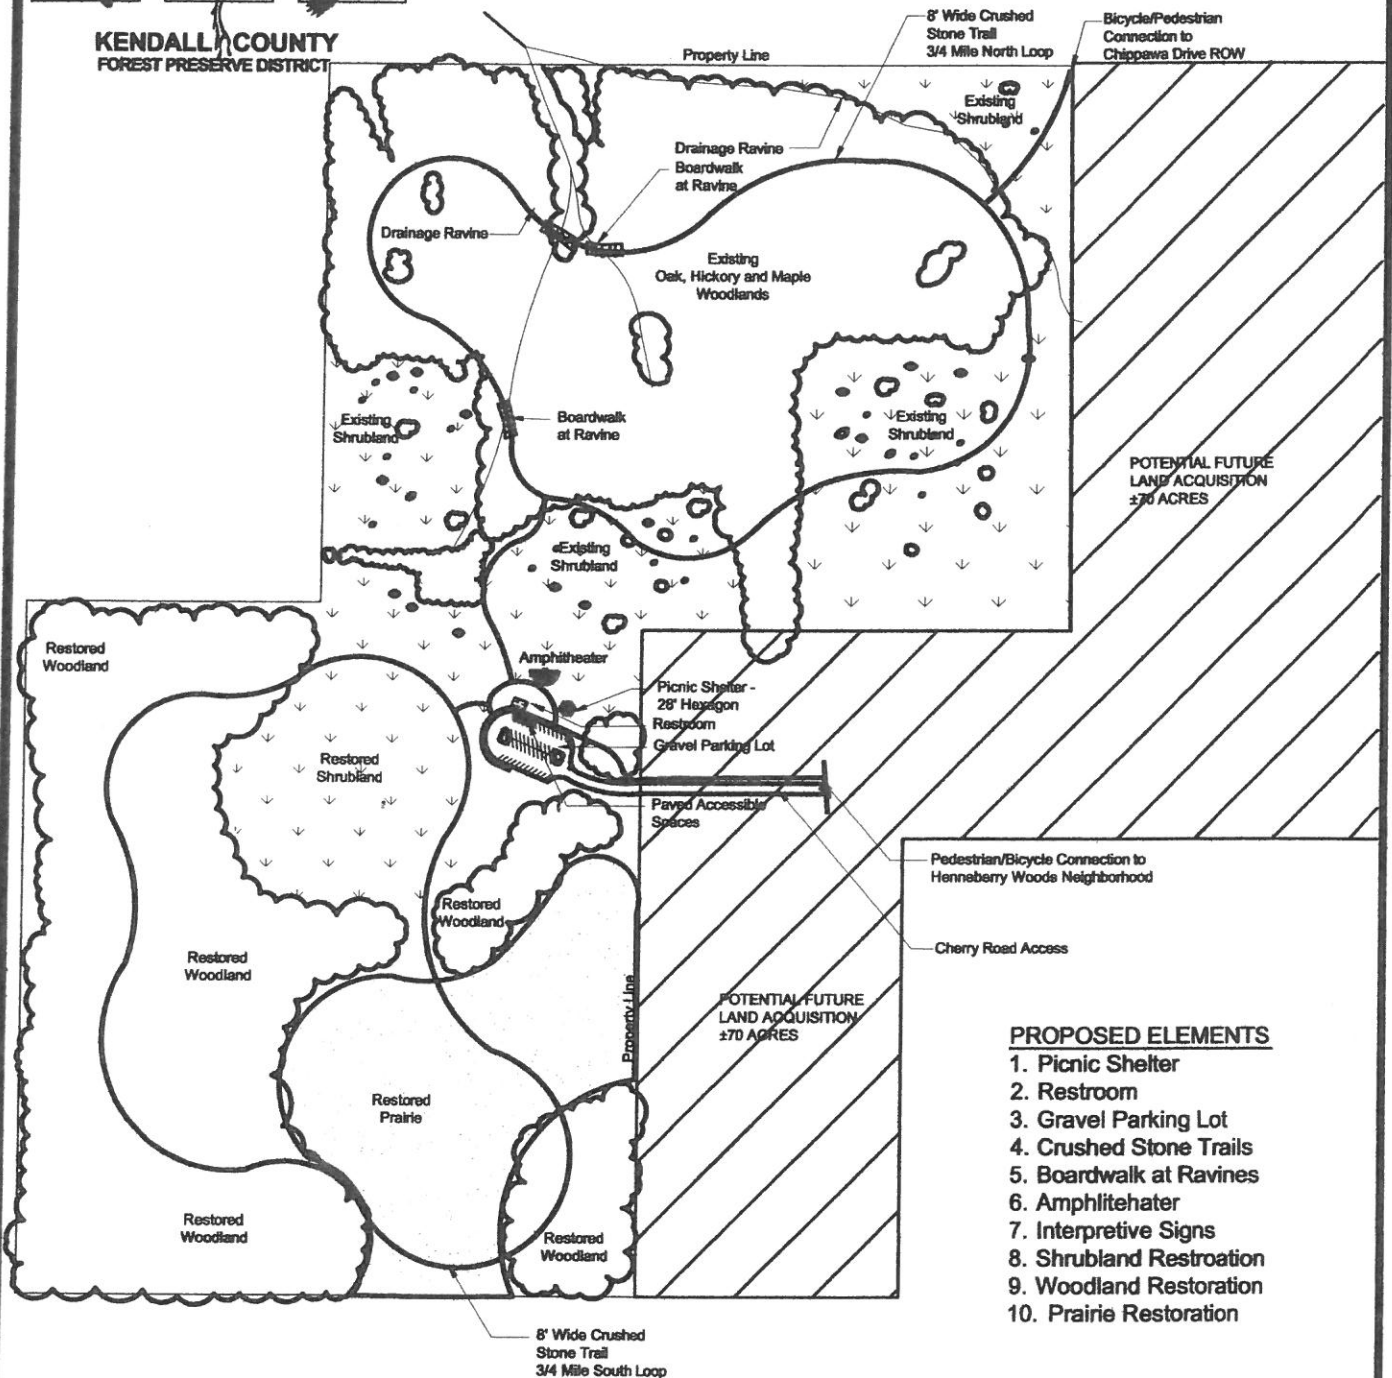 KENDALL COUNTY
FOREST PRESERVE DISTRICT
8' Wide Crushed
Stone Trail
3/4 Mile North Loop
Bicycle/Pedestrian
Connection to
Chippawa Drive ROW
Property Line
Existing
Shrubland
Drainage Ravine
Boardwalk
at Ravine
Drainage Ravine
Existing
Oak, Hickory and Maple
Woodlands
Existing
Shrubland
Boardwalk
at Ravine
Existing
Shrubland
POTENTIAL FUTURE
LAND ACQUISITION
±70 ACRES
Existing
Shrubland
Restored
Woodland
Amphitheater
Picnic Shelter -
28' Hexagon
Restroom
Gravel Parking Lot
Restored
Shrubland
Paved Accessible
Spaces
Pedestrian/Bicycle Connection to
Henneberry Woods Neighborhood
Restored
Woodland
Cherry Road Access
Restored
Woodland
Property Line
POTENTIAL FUTURE
LAND ACQUISITION
±70 ACRES
Restored
Prairie
Restored
Woodland
Restored
Woodland
8' Wide Crushed
Stone Trail
3/4 Mile South Loop
PROPOSED ELEMENTS
1. Picnic Shelter
2. Restroom
3. Gravel Parking Lot
4. Crushed Stone Trails
5. Boardwalk at Ravines
6. Amphlitehater
7. Interpretive Signs
8. Shrubland Restroation
9. Woodland Restoration
10. Prairie Restoration